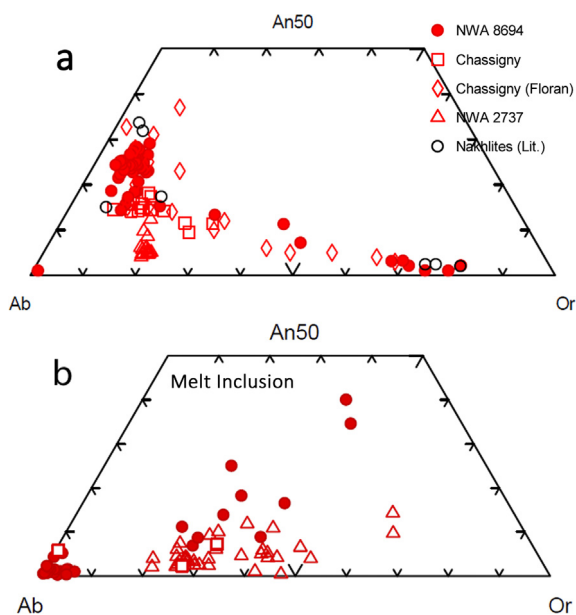 An50
a
NWA 8694
Chassigny
Chassigny (Floran)
NWA 2737
Nakhlites (Lit.)
Ab
Or
An50
b
Melt Inclusion
Ab
Or